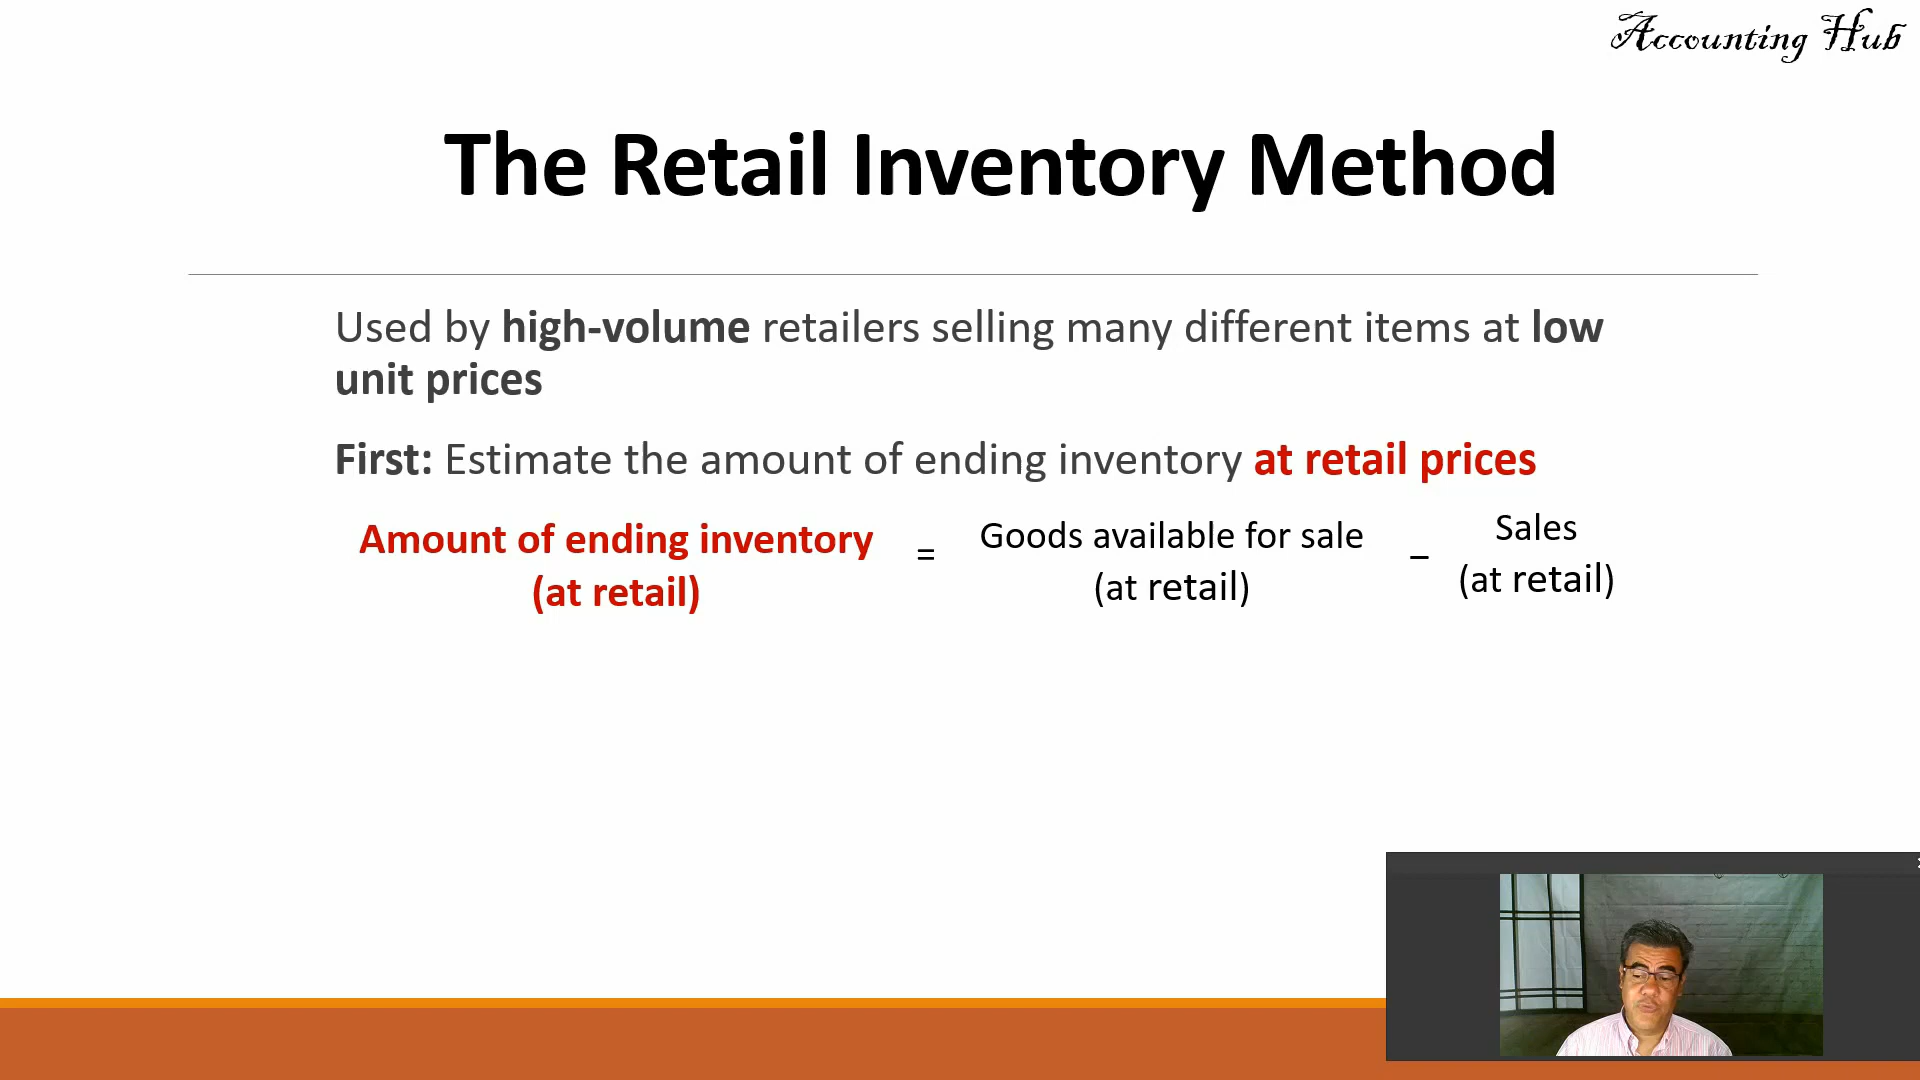 Accounting Hub
The Retail Inventory Method
Used by high-volume retailers selling many different items at low
unit prices
First: Estimate the amount of ending inventory at retail prices
Amount of ending inventory = Goods available for sale – Sales
(at retail) (at retail) (at retail)